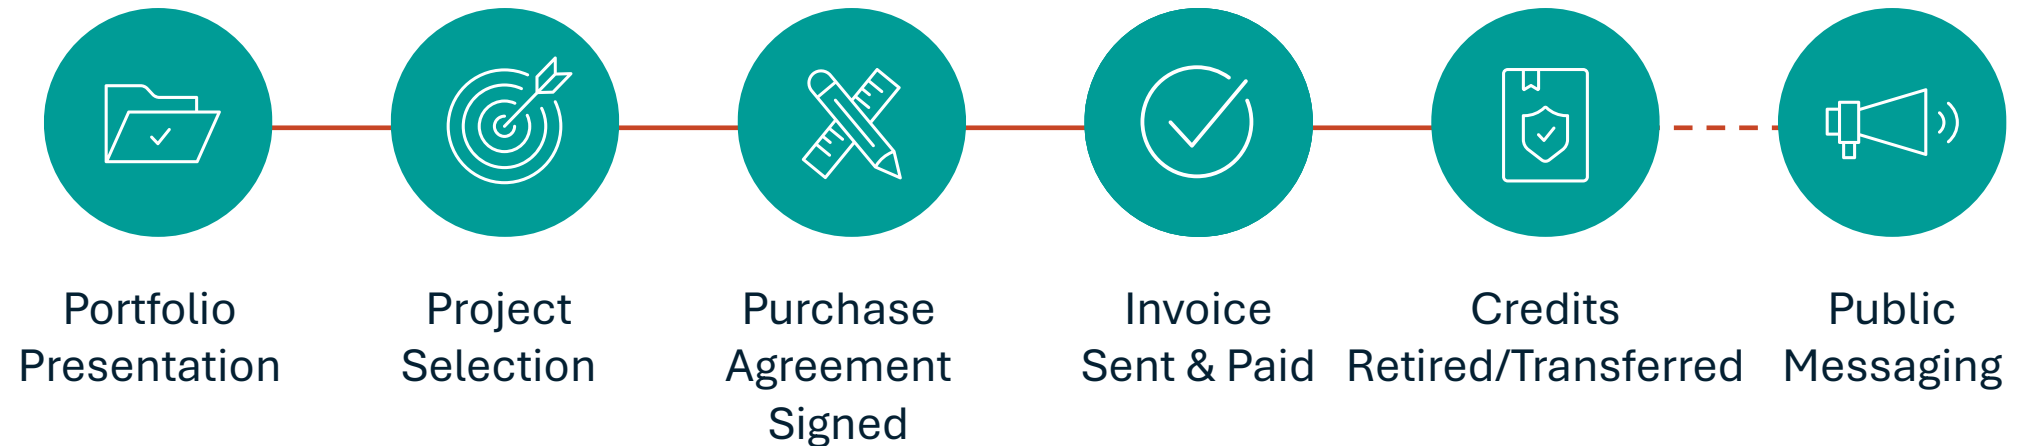 Portfolio
Presentation
Project
Selection
Purchase
Agreement
Signed
Invoice
Sent & Paid
Credits
Retired/Transferred
Public
Messaging